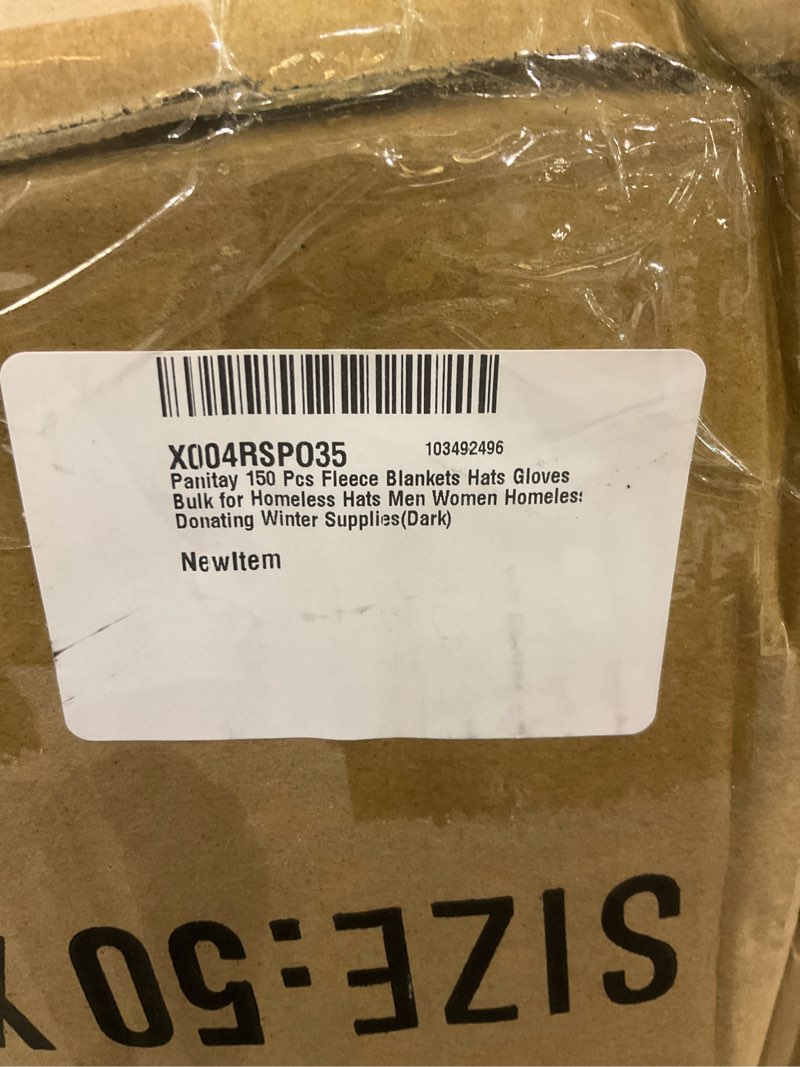 X004RSPO35 103492496
Panitay 150 Pcs Fleece Blankets Hats Gloves
Bulk for Homeless Hats Men Women Homeless
Donating Winter Supplies(Dark)
NewItem
SIZE:50